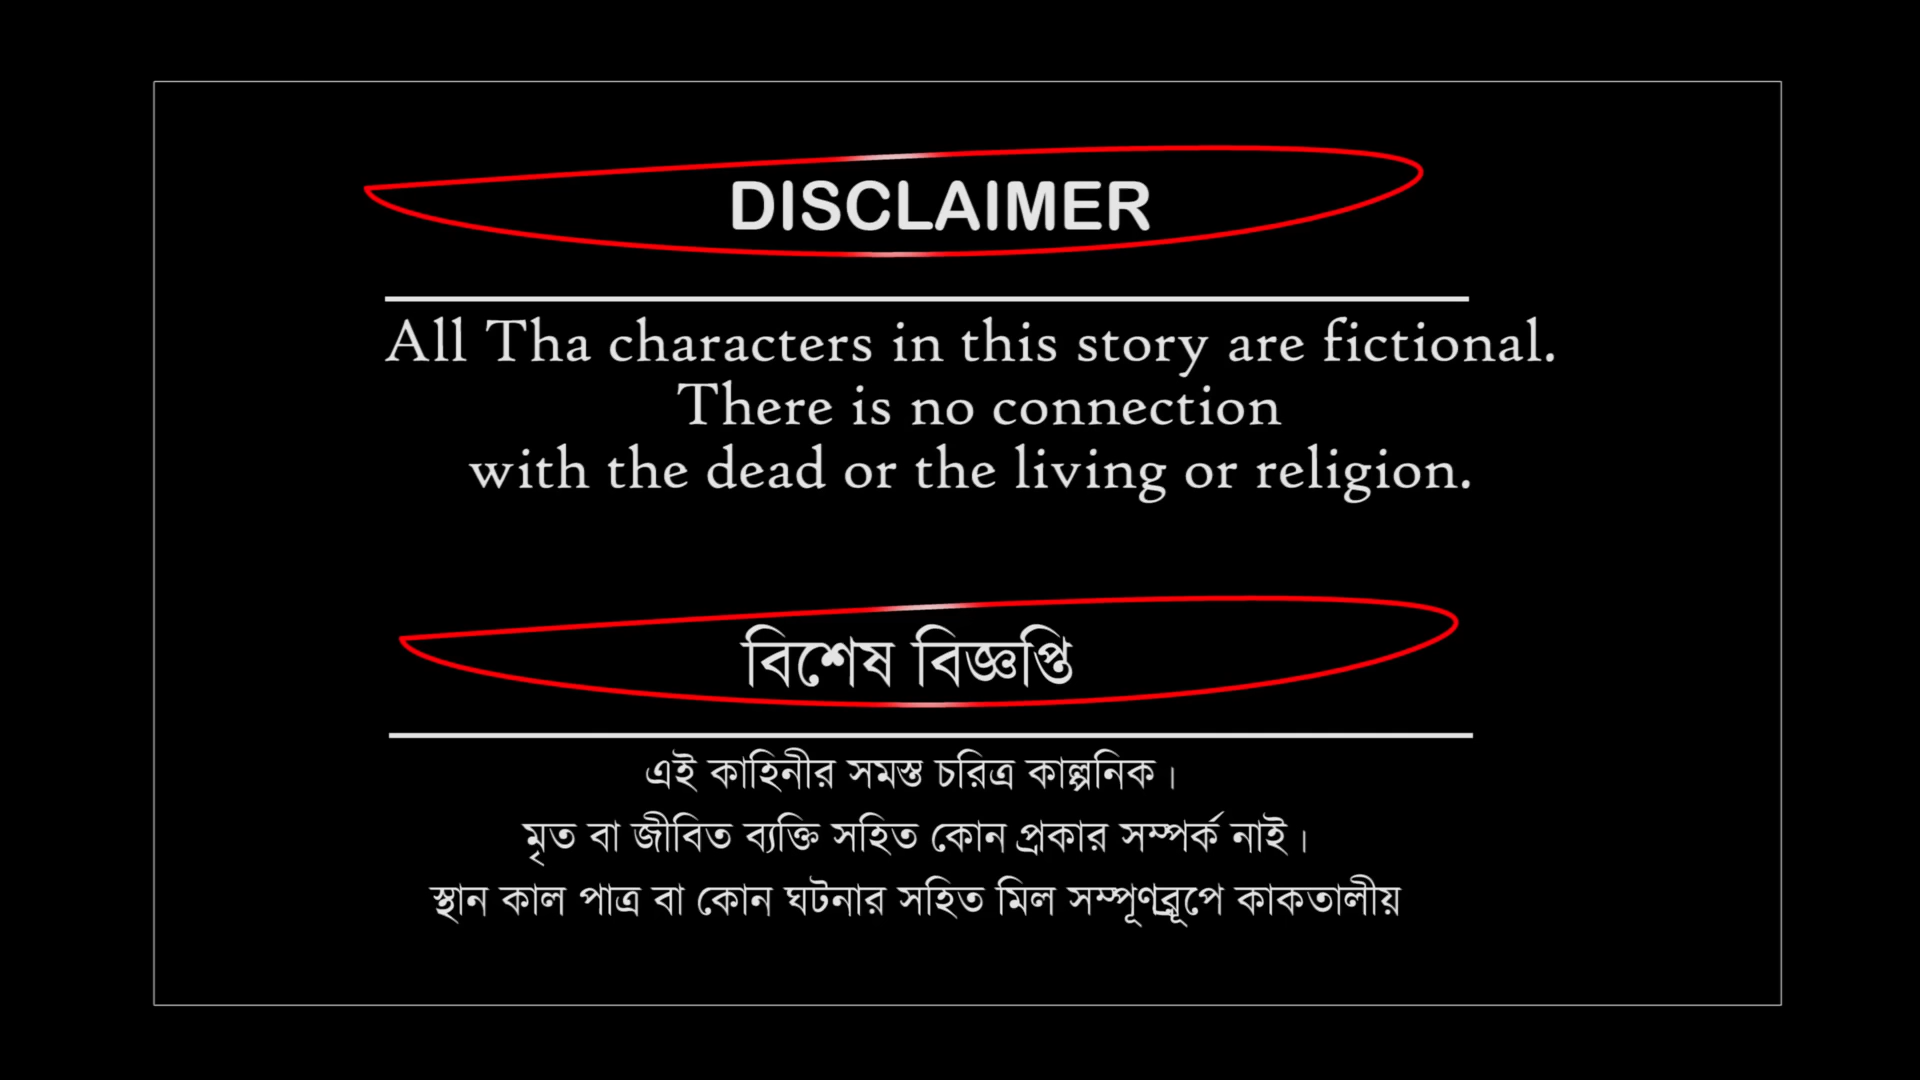 DISCLAIMER
All Tha characters in this story are fictional.
There is no connection
with the dead or the living or religion.
বিশেষ বিজ্ঞপ্তি
এই কাহিনীর সমস্ত চরিত্র কাল্পনিক।
মৃত বা জীবিত ব্যক্তি সহিত কোন প্রকার সম্পর্ক নাই।
স্থান কাল পাত্র বা কোন ঘটনার সহিত মিল সম্পূণব্রূপে কাকতালীয়